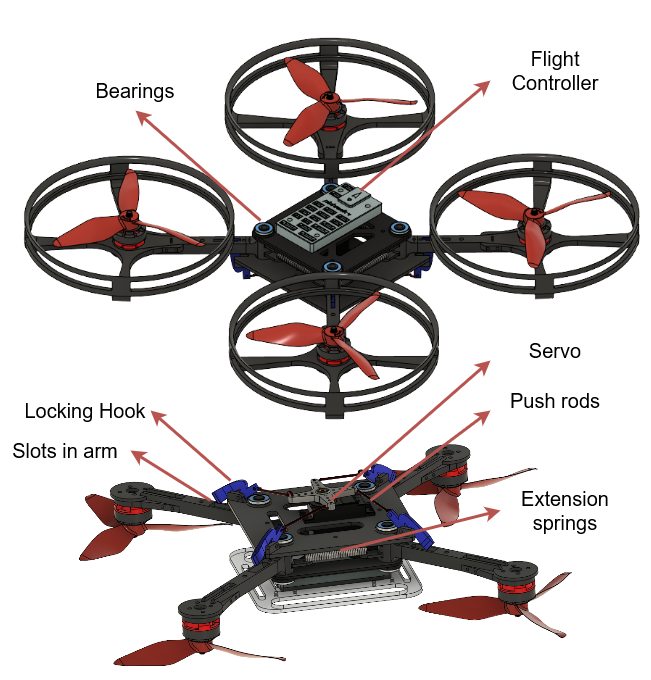 Bearings
Flight
Controller
Servo
Locking Hook
Push rods
Slots in arm
Extension
springs